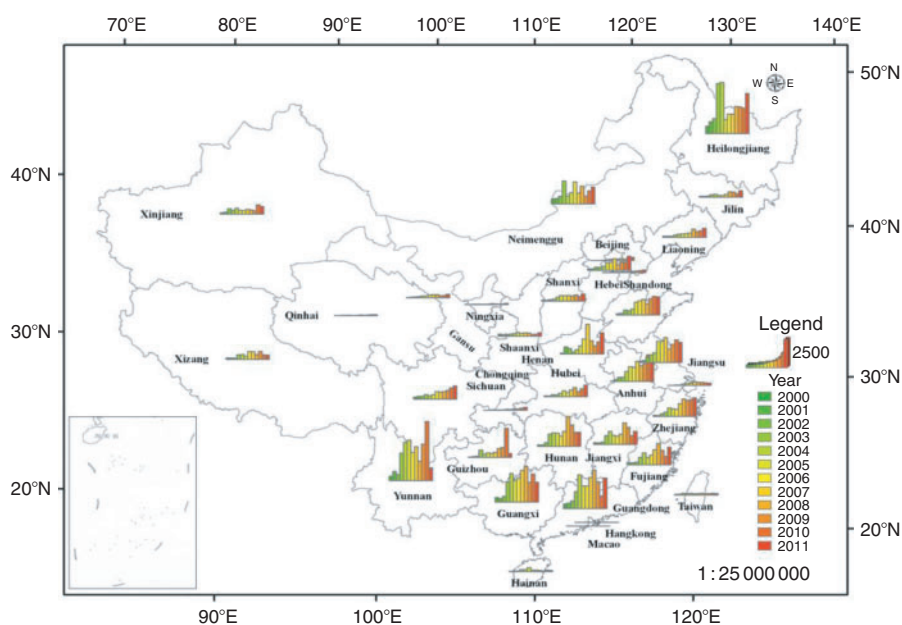 70°E 80°E 90°E 100°E 110°E 120°E 130°E 140°E
50°N
N
W E
S
Heilongjiang
40°N
Xinjiang
Jilin
40°N
Neimenggu
Beijing
Liaoning
Shanxi
HebeiShandong
Qinhai
Ningxia
Legend
2500
30°N
Gansu
Shaanxi
Henan
Xizang
Jiangsu
Chongqing
Hubei
30°N
Sichuan
Anhui
Year
2000
2001
2002
2003
2004
2005
2006
2007
2008
2009
2010
2011
Zhejiang
Hunan
Jiangxi
Guizhou
Fujiang
20°N
Yunnan
Guangxi
Guangdong
Taiwan
20°N
Hangkong
Macao
Hainan
1 : 25 000 000
90°E 100°E 110°E 120°E